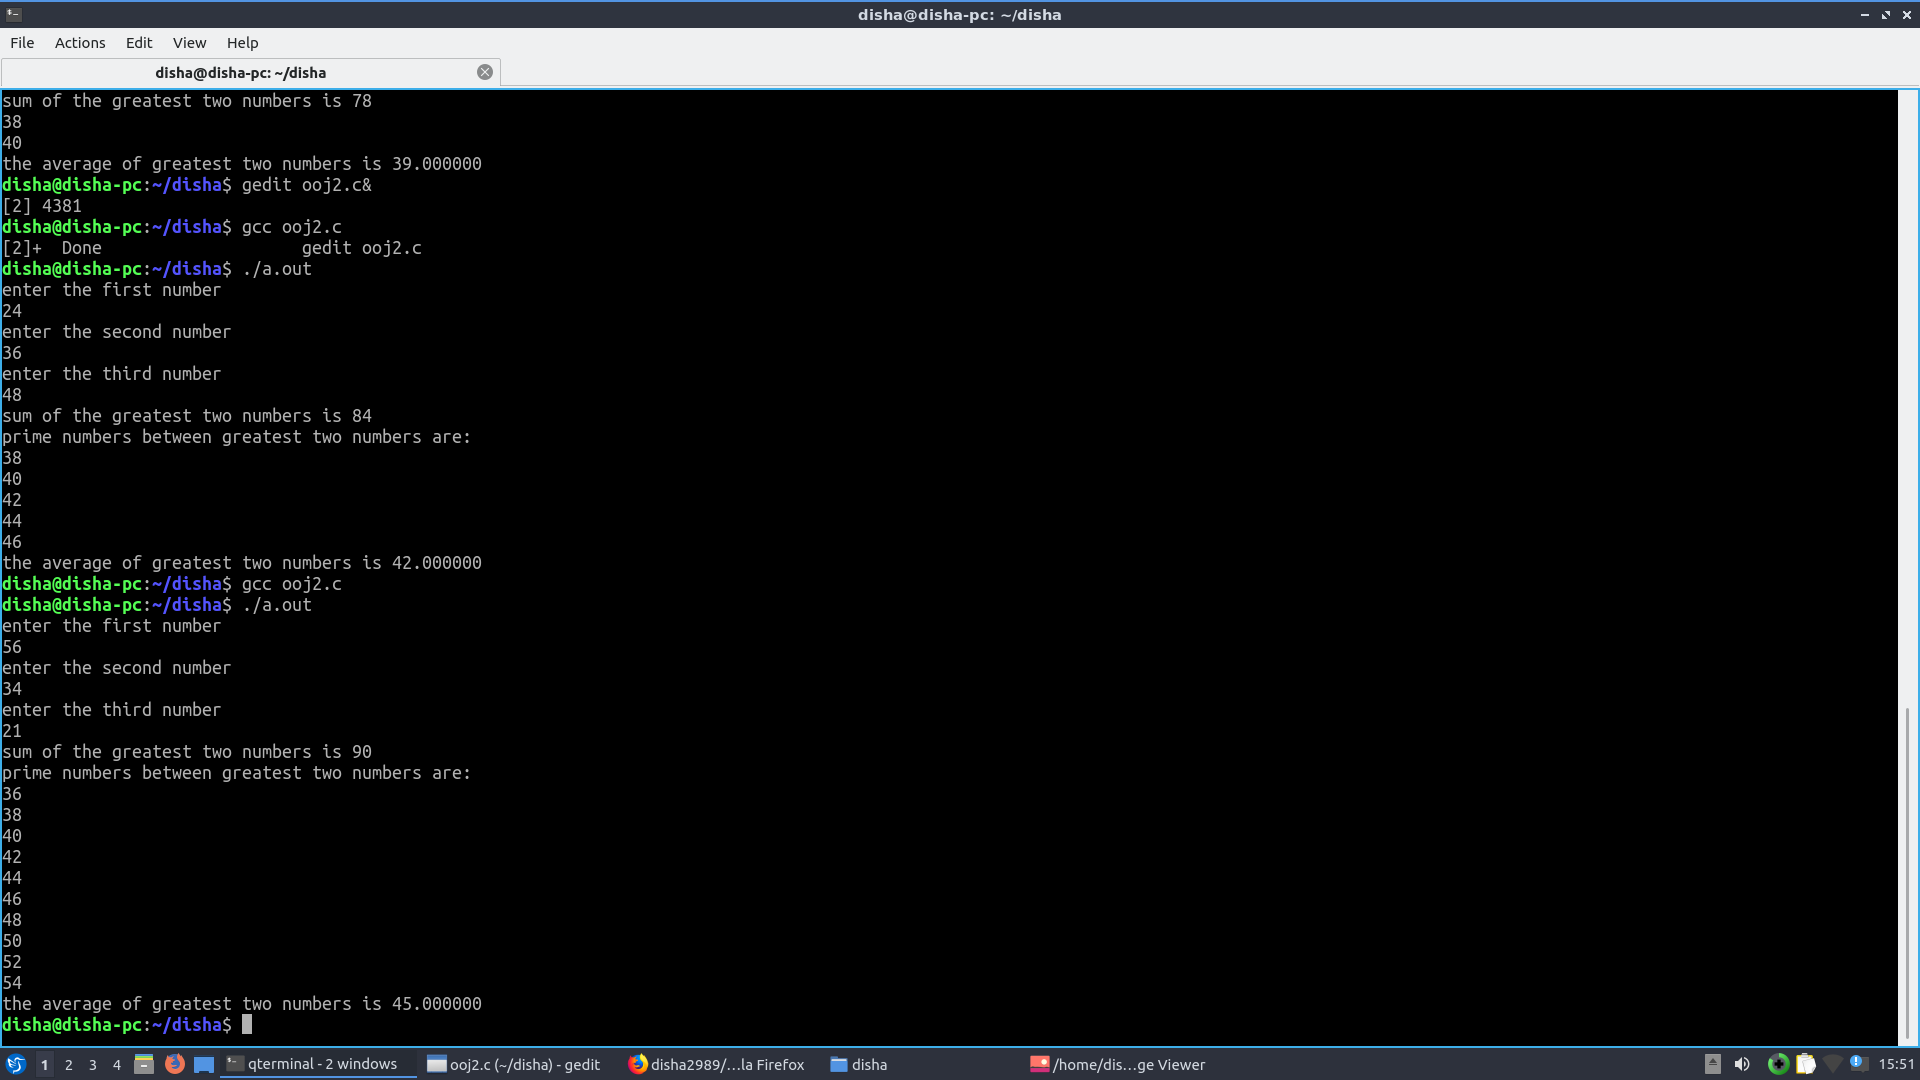 disha@disha-pc: ~/disha
File Actions Edit View Help
disha@disha-pc: ~/disha
sum of the greatest two numbers is 78
38
40
the average of greatest two numbers is 39.000000
disha@disha-pc:~/disha$ gedit ooj2.c&
[2] 4381
disha@disha-pc:~/disha$ gcc ooj2.c
[2]+  Done                    gedit ooj2.c
disha@disha-pc:~/disha$ ./a.out
enter the first number
24
enter the second number
36
enter the third number
48
sum of the greatest two numbers is 84
prime numbers between greatest two numbers are:
38
40
42
44
46
the average of greatest two numbers is 42.000000
disha@disha-pc:~/disha$ gcc ooj2.c
disha@disha-pc:~/disha$ ./a.out
enter the first number
56
enter the second number
34
enter the third number
21
sum of the greatest two numbers is 90
prime numbers between greatest two numbers are:
36
38
40
42
44
46
48
50
52
54
the average of greatest two numbers is 45.000000
disha@disha-pc:~/disha$
1 2 3 4 qterminal - 2 windows ooj2.c (~/disha) - gedit disha2989/...la Firefox disha /home/dis...ge Viewer 15:51